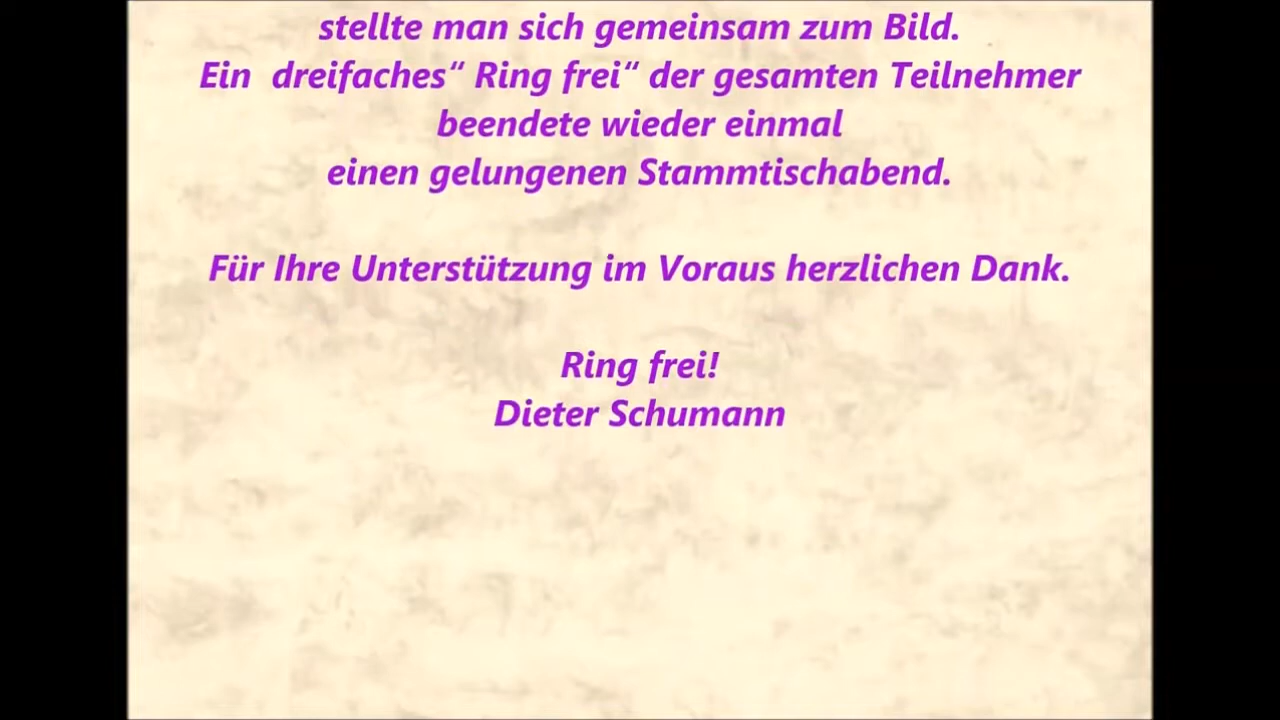 stellte man sich gemeinsam zum Bild.
Ein  dreifaches“ Ring frei“ der gesamten Teilnehmer
beendete wieder einmal
einen gelungenen Stammtischabend.
Für Ihre Unterstützung im Voraus herzlichen Dank.
Ring frei!
Dieter Schumann